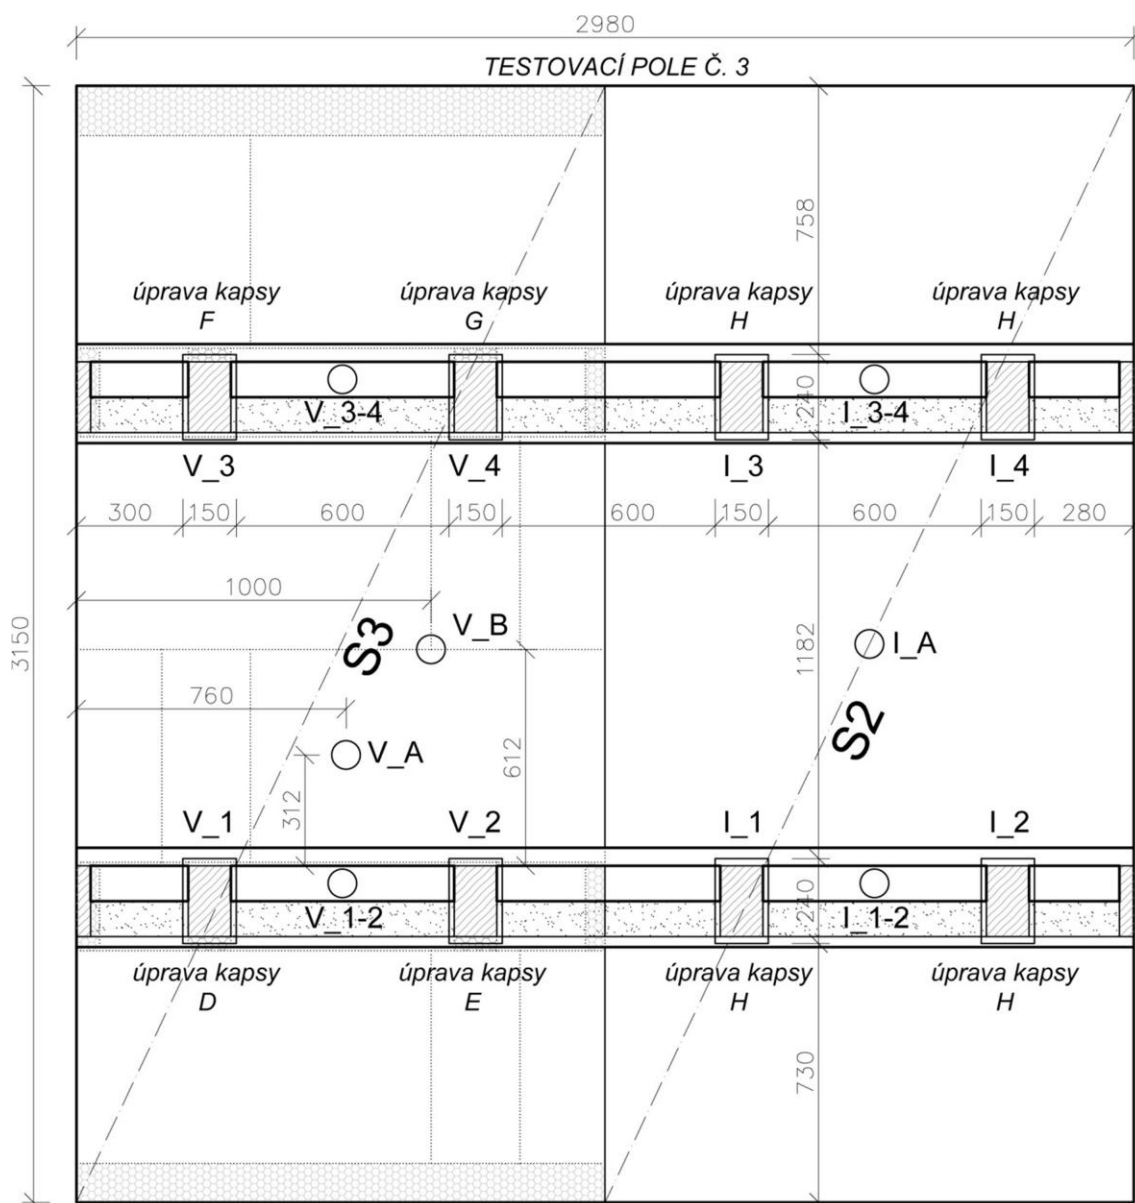 2980
TESTOVACÍ POLE Č. 3
758
úprava kapsy
F
úprava kapsy
G
úprava kapsy
H
úprava kapsy
H
V_3-4
240
I_3-4
V_3
V_4
I_3
I_4
300
150
600
150
600
150
600
150
280
1000
V_B
S3
I_A
1182
3150
760
S2
V_A
612
312
V_1
V_2
I_1
I_2
V_1-2
240
I_1-2
úprava kapsy
D
úprava kapsy
E
úprava kapsy
H
úprava kapsy
H
730